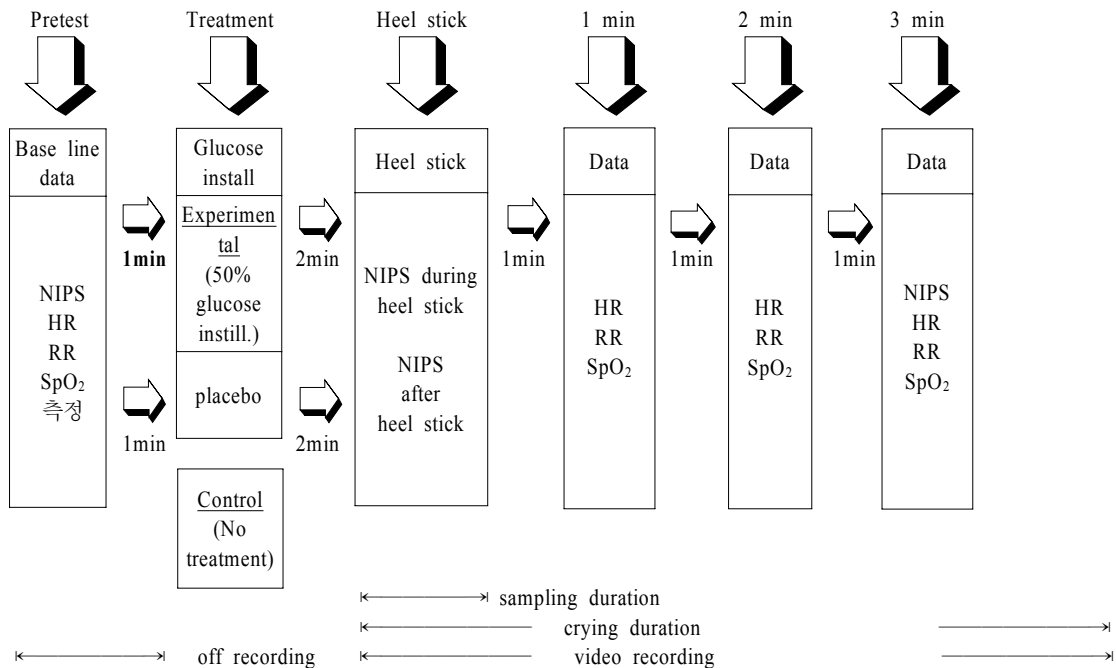 Pretest
Treatment
Heel stick
1 min
2 min
3 min
Base line
data
NIPS
HR
RR
SpO₂
측정
1min
1min
Glucose
install
Experimen
tal
(50%
glucose
instill.)
placebo
Control
(No
treatment)
2min
2min
Heel stick
NIPS during
heel stick
NIPS
after
heel stick
1min
Data
HR
RR
SpO₂
1min
Data
HR
RR
SpO₂
1min
Data
NIPS
HR
RR
SpO₂
sampling duration
crying duration
off recording
video recording